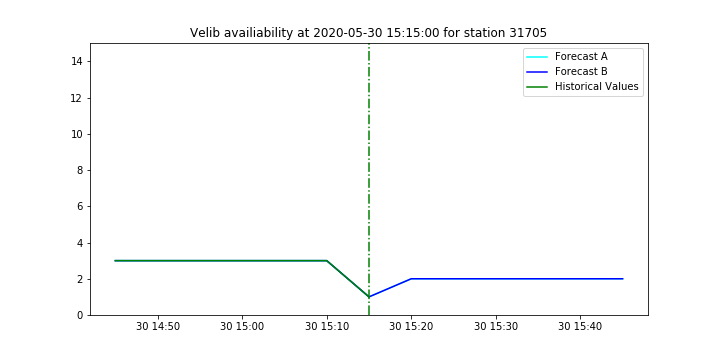 Velib availiability at 2020-05-30 15:15:00 for station 31705
Forecast A
Forecast B
Historical Values
14
12
10
8
6
4
2
0
30 14:50 30 15:00 30 15:10 30 15:20 30 15:30 30 15:40